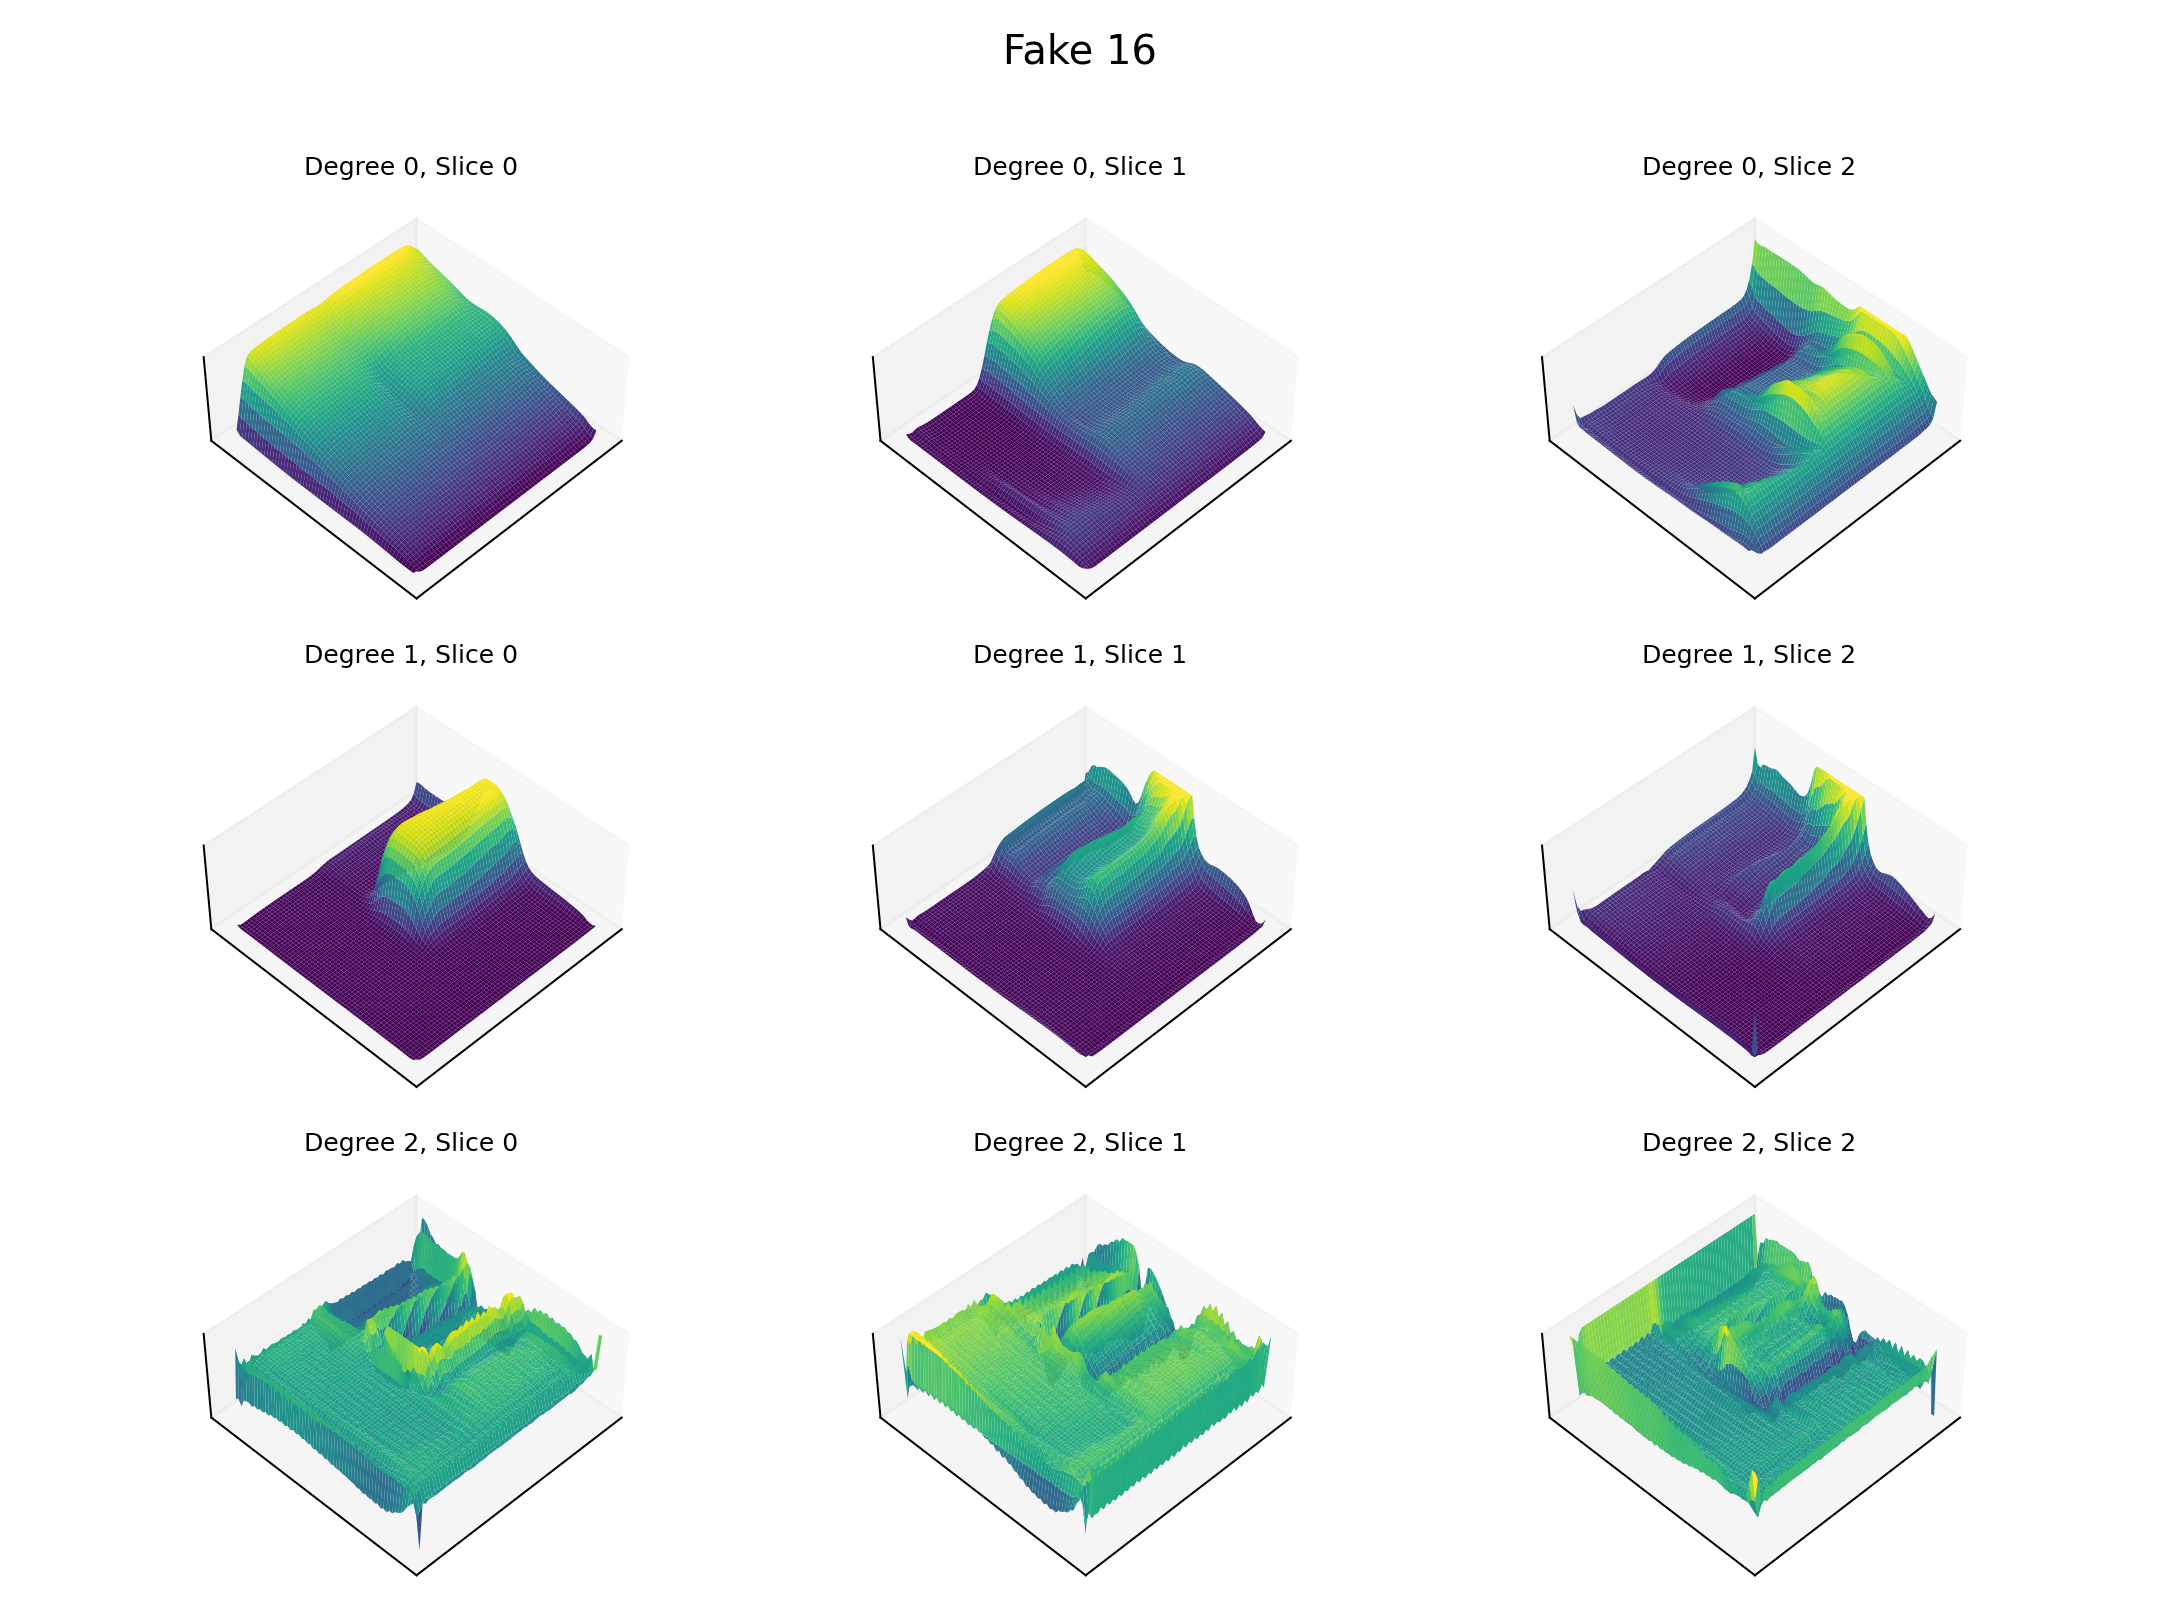 Fake 16
Degree 0, Slice 0
Degree 0, Slice 1
Degree 0, Slice 2
Degree 1, Slice 0
Degree 1, Slice 1
Degree 1, Slice 2
Degree 2, Slice 0
Degree 2, Slice 1
Degree 2, Slice 2